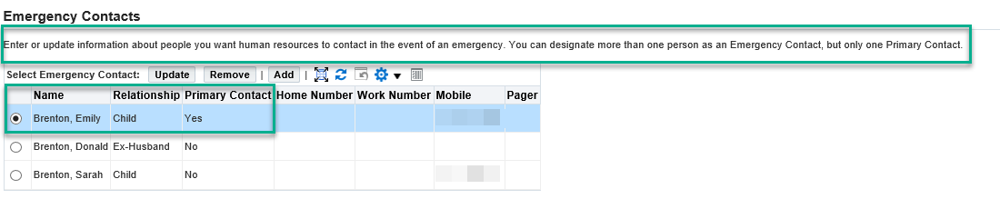 Emergency Contacts
Enter or update information about people you want human resources to contact in the event of an emergency. You can designate more than one person as an Emergency Contact, but only one Primary Contact.
Select Emergency Contact: Update Remove | Add |
Name Relationship Primary Contact Home Number Work Number Mobile Pager
Brenton, Emily Child Yes
Brenton, Donald Ex-Husband No
Brenton, Sarah Child No